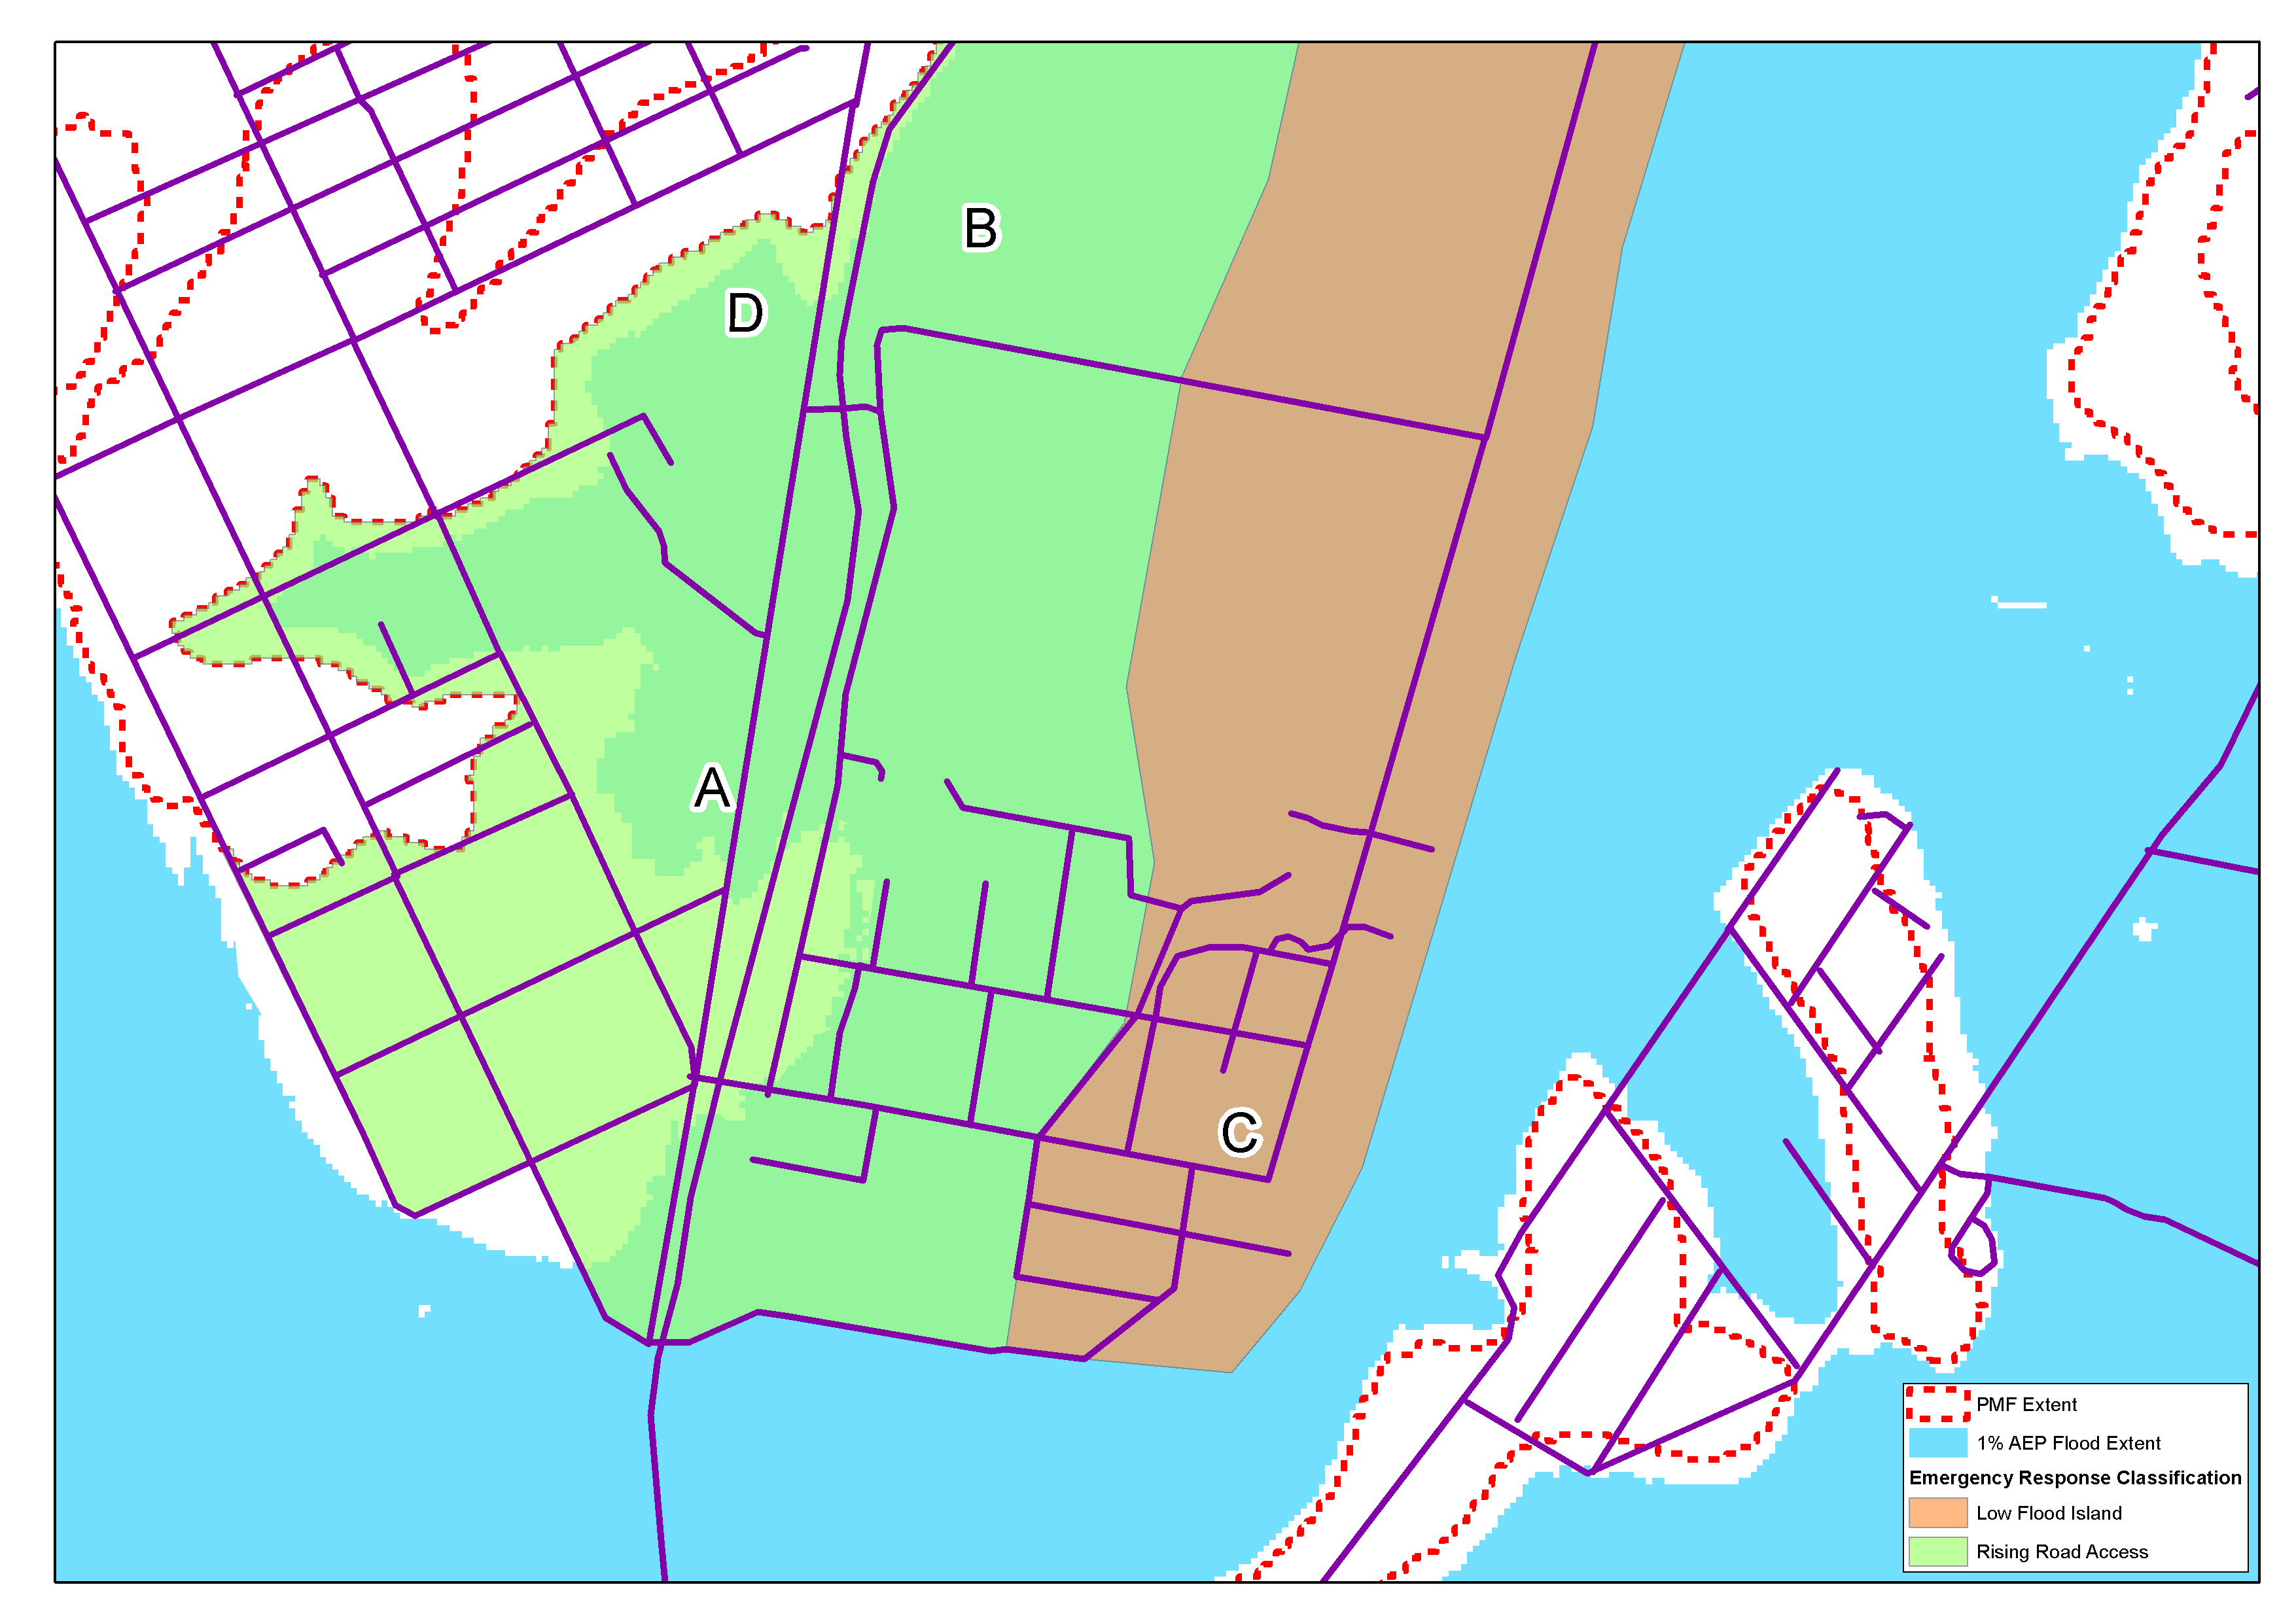 B
D
A
C
PMF Extent
1% AEP Flood Extent
Emergency Response Classification
Low Flood Island
Rising Road Access